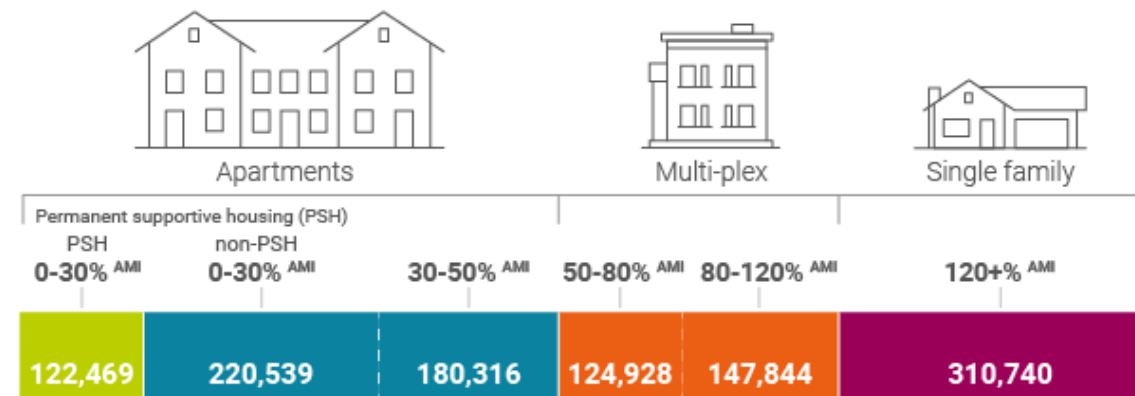 Apartments Multi-plex Single family
Permanent supportive housing (PSH)
PSH non-PSH
0-30% AMI 0-30% AMI 30-50% AMI 50-80% AMI 80-120% AMI 120+% AMI
122,469 220,539 180,316 124,928 147,844 310,740